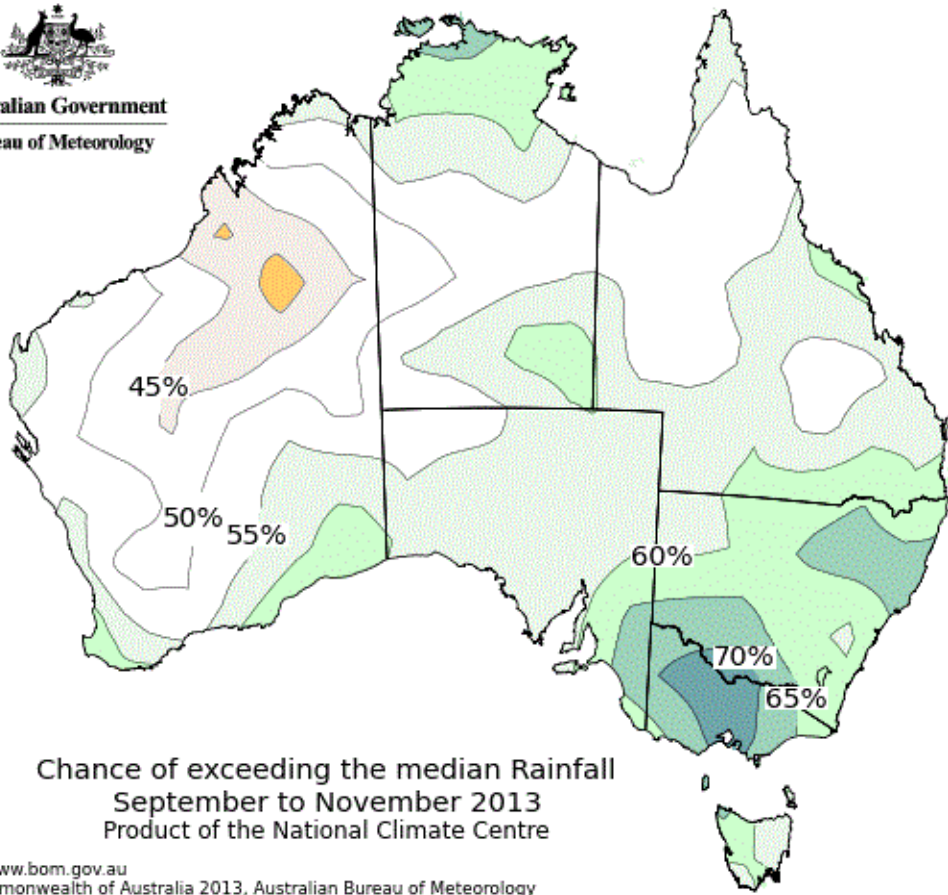 alian Government
au of Meteorology
45%
50%
55%
60%
70%
65%
Chance of exceeding the median Rainfall
September to November 2013
Product of the National Climate Centre
ww.bom.gov.au
monwealth of Australia 2013, Australian Bureau of Meteorology